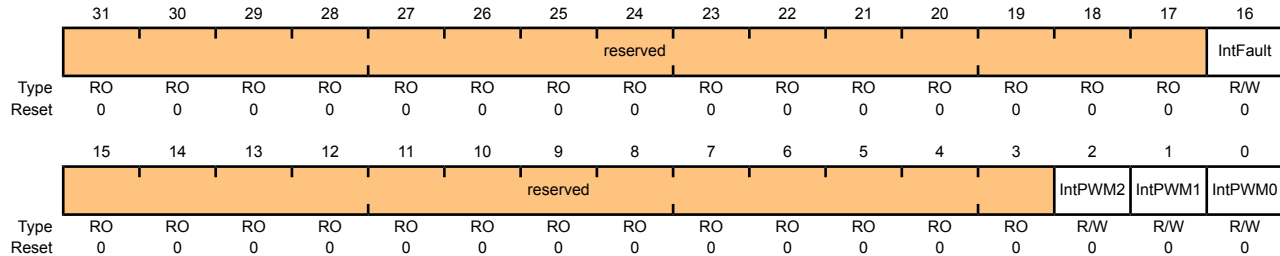 31 30 29 28 27 26 25 24 23 22 21 20 19 18 17 16
reserved IntFault
Type RO RO RO RO RO RO RO RO RO RO RO RO RO RO RO R/W
Reset 0 0 0 0 0 0 0 0 0 0 0 0 0 0 0 0
15 14 13 12 11 10 9 8 7 6 5 4 3 2 1 0
reserved IntPWM2 IntPWM1 IntPWM0
Type RO RO RO RO RO RO RO RO RO RO RO RO RO R/W R/W R/W
Reset 0 0 0 0 0 0 0 0 0 0 0 0 0 0 0 0